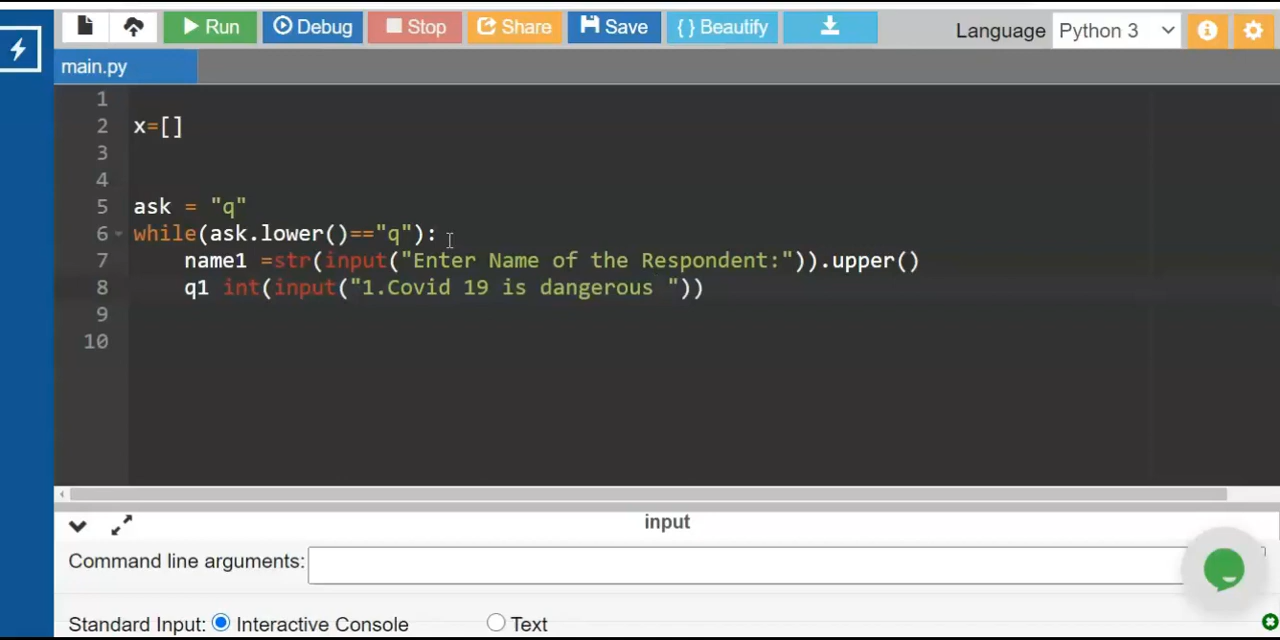 Run Debug Stop Share Save { } Beautify Language Python 3
main.py
1
2 x=[]
3
4
5 ask = "q"
6 while(ask.lower()=="q"):
7 name1 =str(input("Enter Name of the Respondent:")).upper()
8 q1 int(input("1.Covid 19 is dangerous "))
9
10
input
Command line arguments:
Standard Input: Interactive Console Text